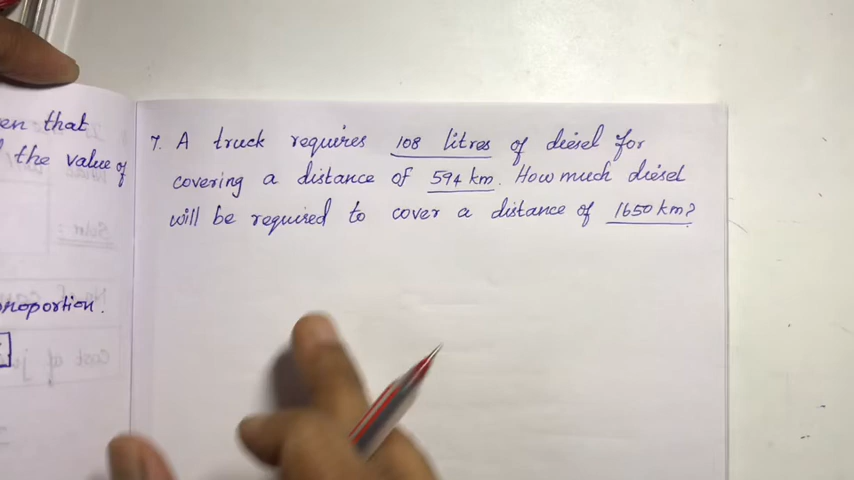 en that
the value of
roportion.
7. A truck requires 108 litres of diesel for
covering a distance of 594 km. How much diesel
will be required to cover a distance of 1650 km?